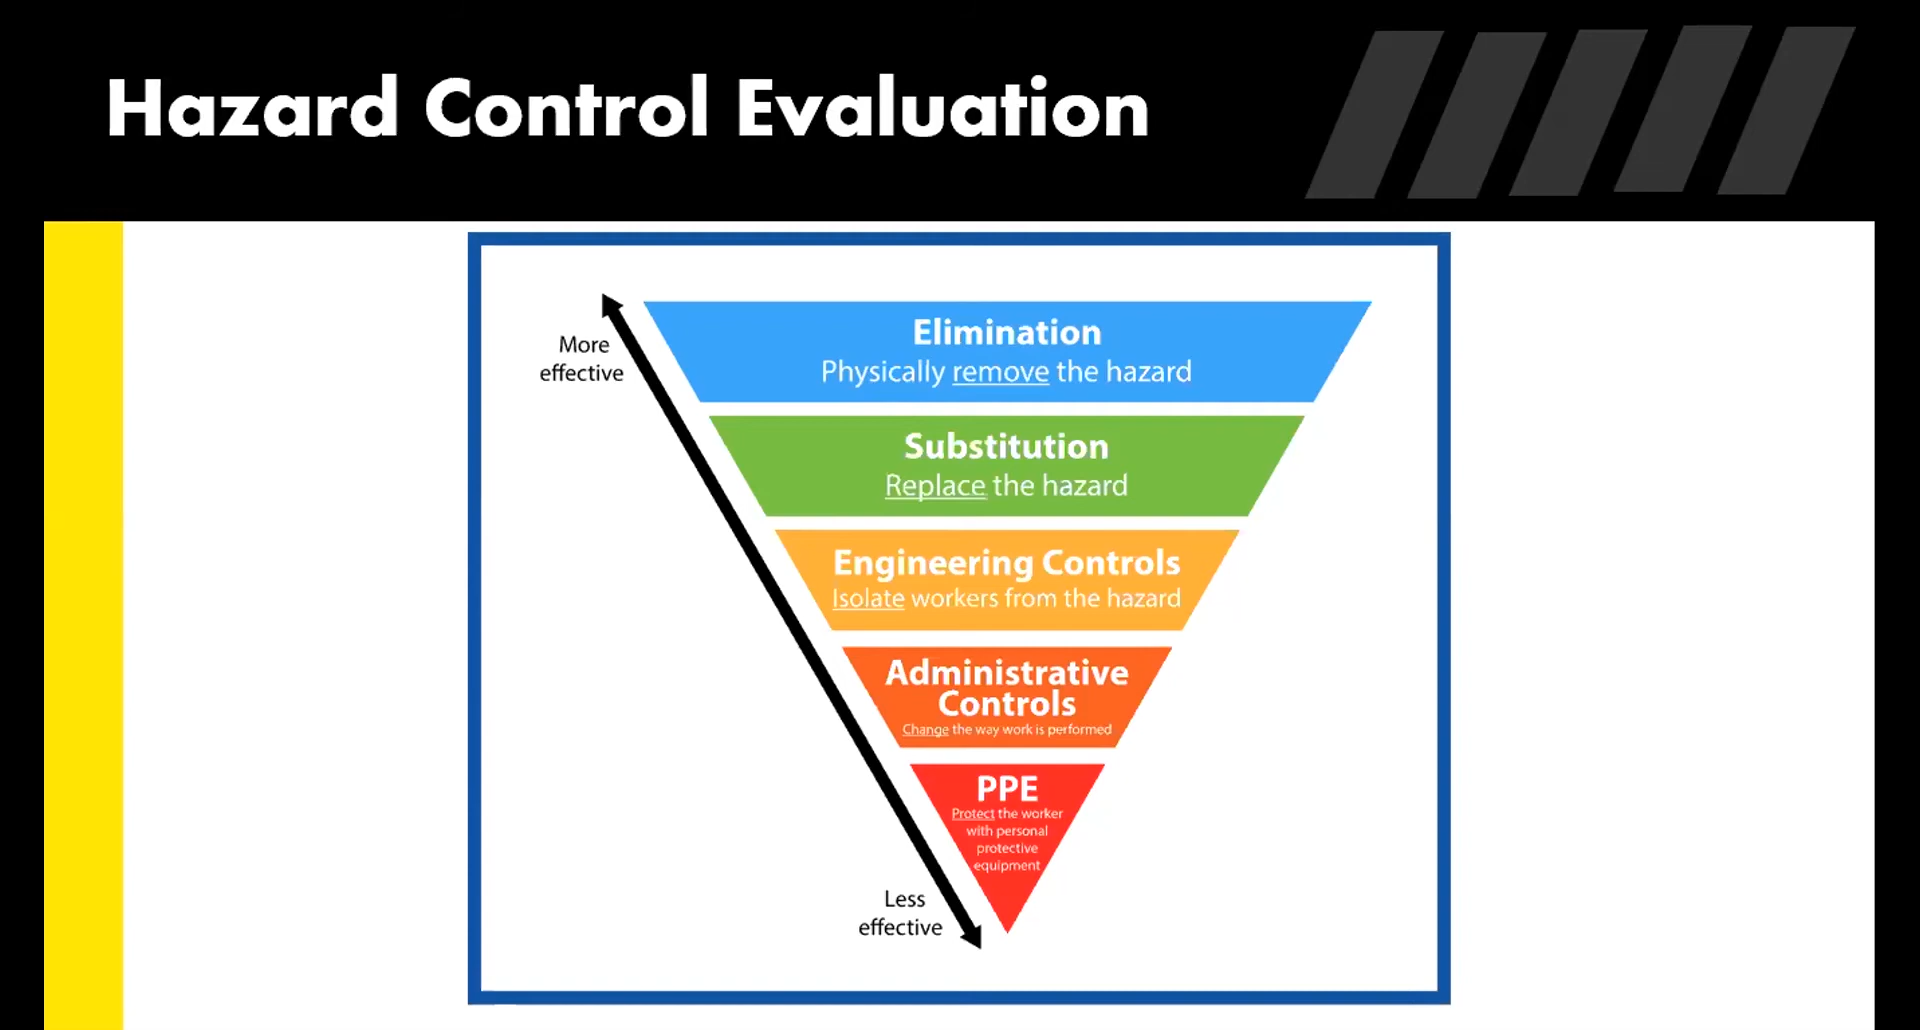 Hazard Control Evaluation
More
effective
Elimination
Physically remove the hazard
Substitution
Replace the hazard
Engineering Controls
Isolate workers from the hazard
Administrative
Controls
Change the way work is performed
PPE
Protect the worker
with personal
protective
equipment
Less
effective